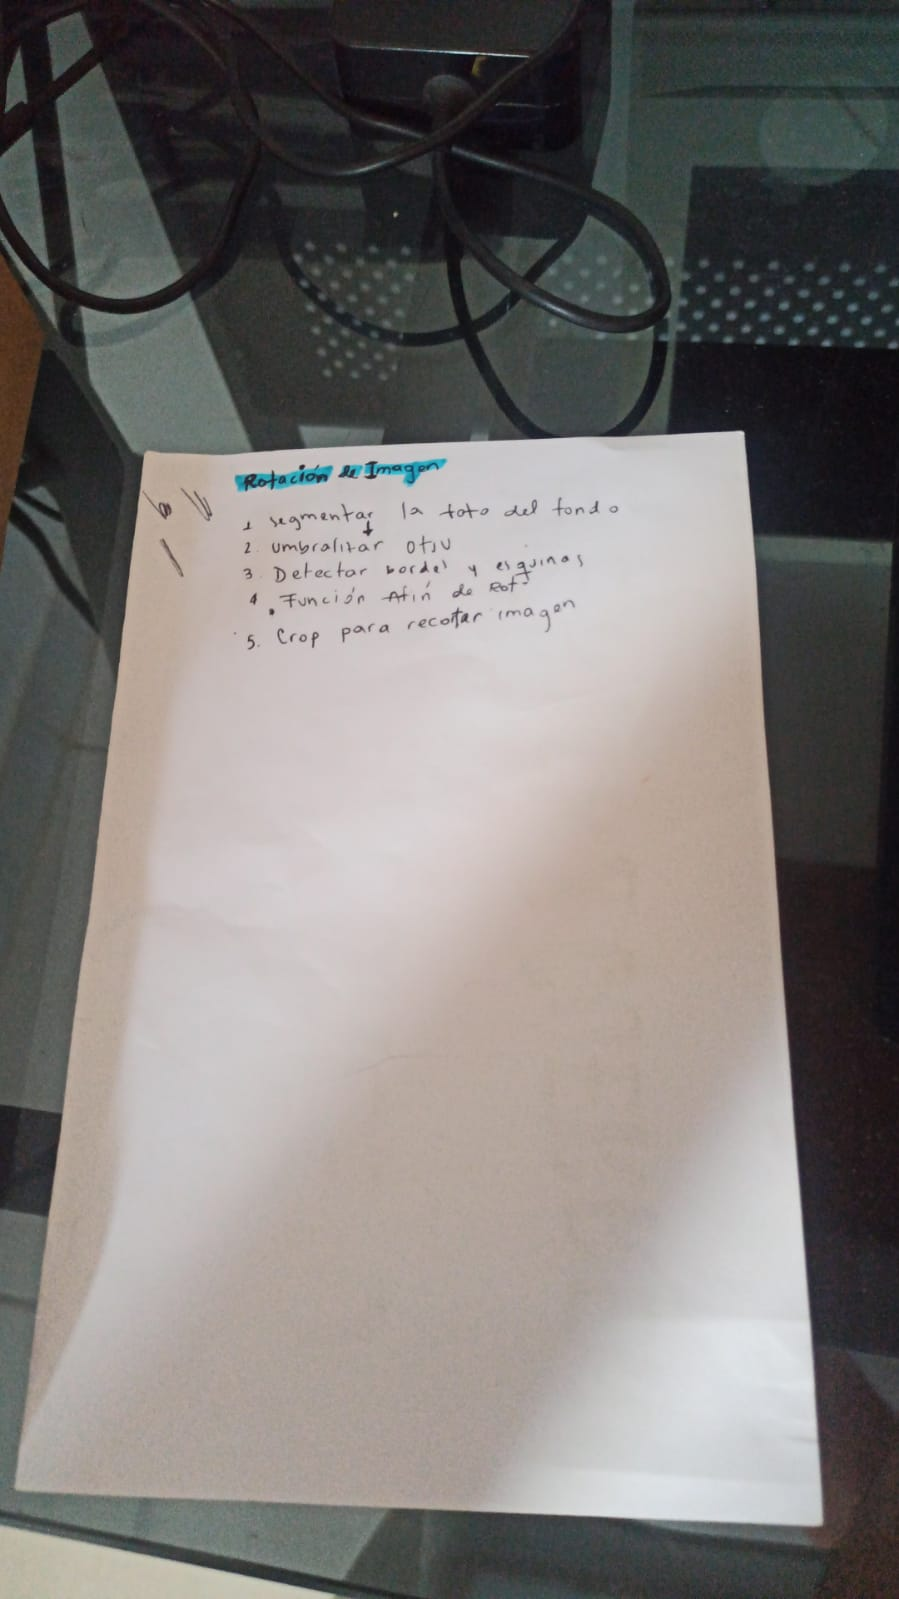 Rotación de Imagen
1 segmentar la foto del fondo
2. umbralizar otsu
3. Detectar bordes y esquinas
4. Función Afín de Rot-
5. Crop para recortar imagen